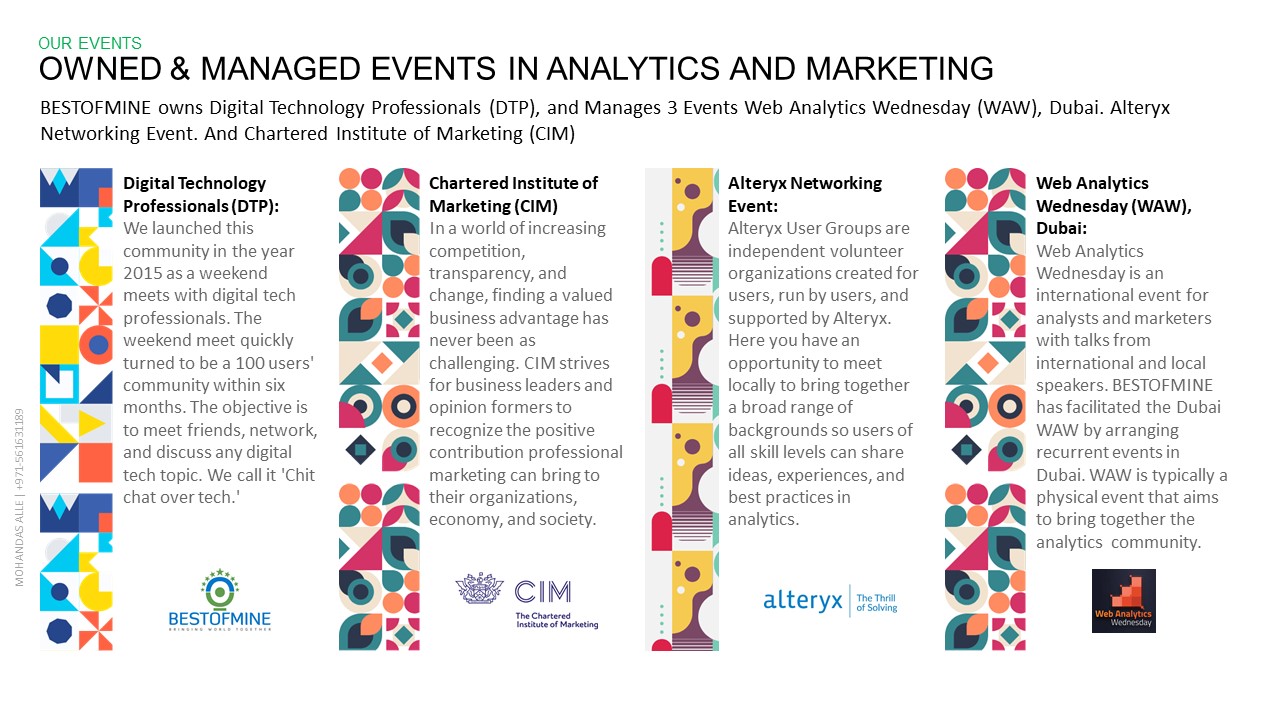 OUR EVENTS
OWNED & MANAGED EVENTS IN ANALYTICS AND MARKETING
BESTOFMINE owns Digital Technology Professionals (DTP), and Manages 3 Events Web Analytics Wednesday (WAW), Dubai. Alteryx
Networking Event. And Chartered Institute of Marketing (CIM)
Digital Technology
Professionals (DTP):
We launched this
community in the year
2015 as a weekend
meets with digital tech
professionals. The
weekend meet quickly
turned to be a 100 users'
community within six
months. The objective is
to meet friends, network,
and discuss any digital
tech topic. We call it 'Chit
chat over tech.'
BESTOFMINE
BRINGING WORLD TOGETHER
Chartered Institute of
Marketing (CIM)
In a world of increasing
competition,
transparency, and
change, finding a valued
business advantage has
never been as
challenging. CIM strives
for business leaders and
opinion formers to
recognize the positive
contribution professional
marketing can bring to
their organizations,
economy, and society.
CIM
The Chartered
Institute of Marketing
Alteryx Networking
Event:
Alteryx User Groups are
independent volunteer
organizations created for
users, run by users, and
supported by Alteryx.
Here you have an
opportunity to meet
locally to bring together
a broad range of
backgrounds so users of
all skill levels can share
ideas, experiences, and
best practices in
analytics.
alteryx
The Thrill
of Solving
Web Analytics
Wednesday (WAW),
Dubai:
Web Analytics
Wednesday is an
international event for
analysts and marketers
with talks from
international and local
speakers. BESTOFMINE
has facilitated the Dubai
WAW by arranging
recurrent events in
Dubai. WAW is typically a
physical event that aims
to bring together the
analytics community.
Web Analytics
Wednesday
MOHANDAS ALLE | +971-561631189